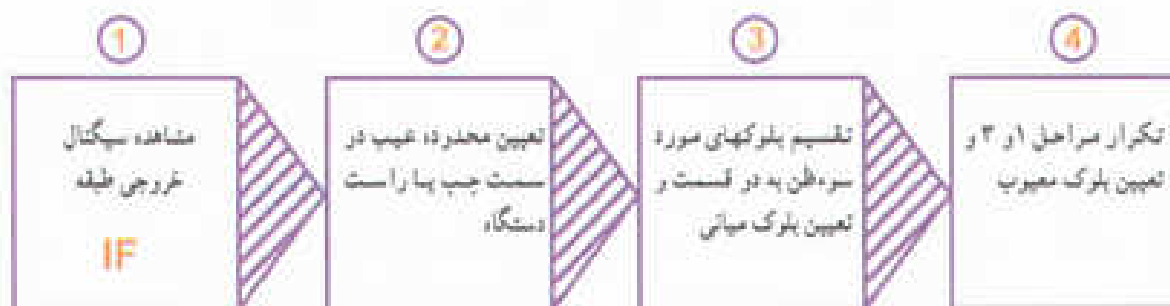 1
مشاهده سیگنال
خروجی طبقه
IF
2
تعیین محدوده عیب در
سمت چپ یا راست
دستگاه
3
تقسیم بلوکهای مورد
سوءظن به دو قسمت و
تعیین بلوک میانی
4
تکرار مراحل ۱ و ۳ و
تعیین بلوک معیوب